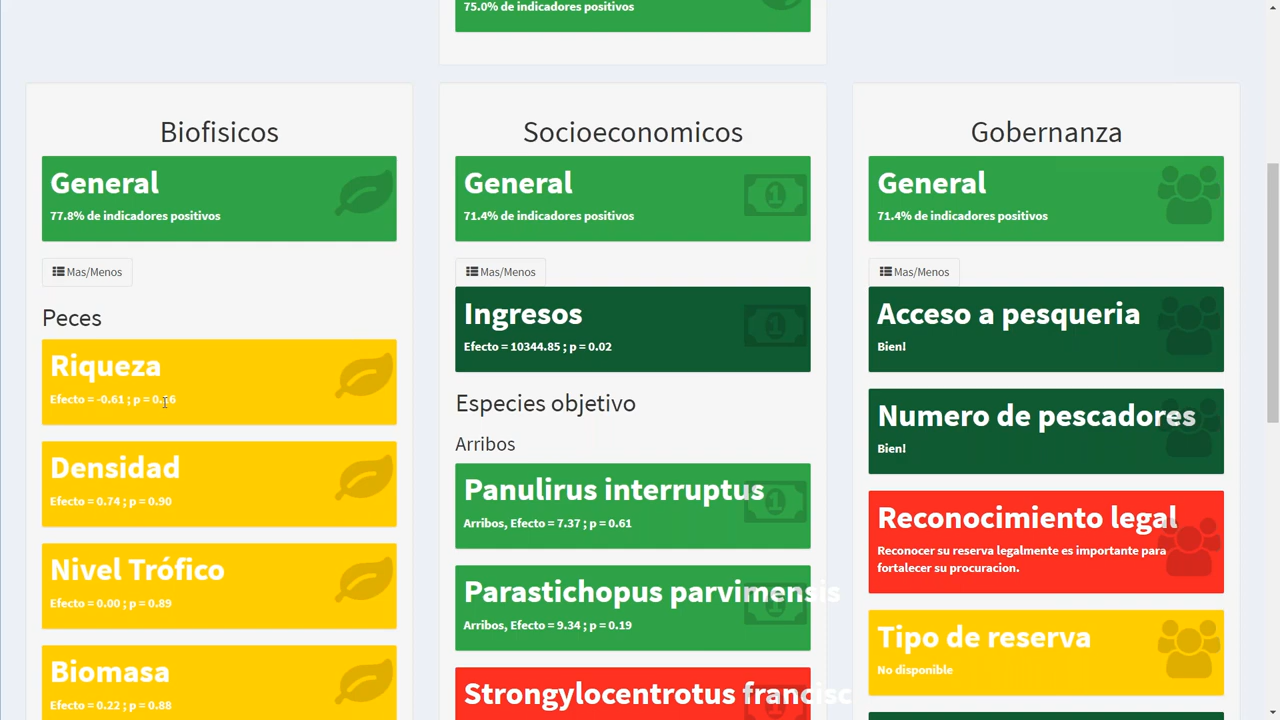 75.0% de indicadores positivos
Biofisicos
General
77.8% de indicadores positivos
Mas/Menos
Peces
Riqueza
Efecto = -0.61 ; p =
Densidad
Efecto = 0.74 ; p = 0.90
Nivel Trófico
Efecto = 0.00 ; p = 0.89
Biomasa
Efecto = 0.22 ; p = 0.88
Socioeconomicos
General
71.4% de indicadores positivos
Mas/Menos
Ingresos
Efecto = 10344.85 ; p = 0.02
Especies objetivo
Arribos
Panulirus interruptus
Arribos, Efecto = 7.37 ; p = 0.61
Parastichopus parvimensis
Arribos, Efecto = 9.34 ; p = 0.19
Strongylocentrotus francisc
Gobernanza
General
71.4% de indicadores positivos
Mas/Menos
Acceso a pesqueria
Bien!
Numero de pescadores
Bien!
Reconocimiento legal
Reconocer su reserva legalmente es importante para
fortalecer su procuracion.
Tipo de reserva
No disponible